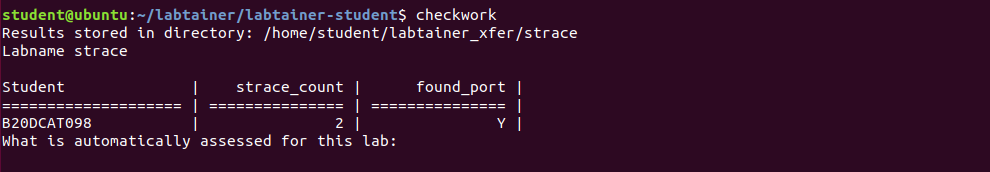 student@ubuntu:~/labtainer/labtainer-student$ checkwork
Results stored in directory: /home/student/labtainer_xfer/strace
Labname strace
Student              |    strace_count |      found_port |
==================== | =============== | =============== |
B20DCAT098           |               2 |               Y |
What is automatically assessed for this lab: